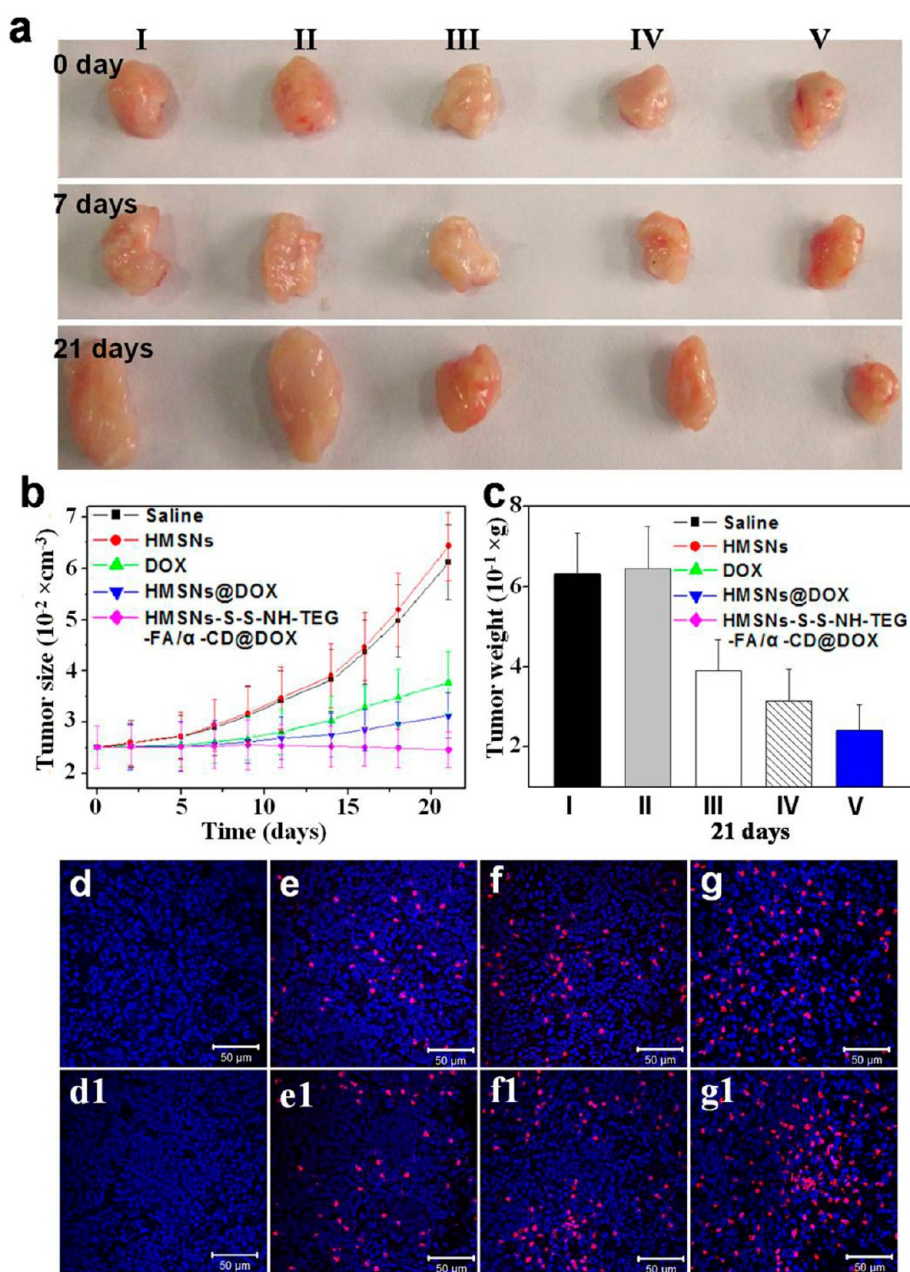 a
I II III IV V
0 day
7 days
21 days
b
7
6
5
4
3
2
Tumor size (10⁻² ×cm⁻³)
Saline
HMSNs
DOX
HMSNs@DOX
HMSNs-S-S-NH-TEG
-FA/α-CD@DOX
0 5 10 15 20
Time (days)
c
8
6
4
2
Tumor weight (10⁻¹ ×g)
Saline
HMSNs
DOX
HMSNs@DOX
HMSNs-S-S-NH-TEG
-FA/α-CD@DOX
I II III IV V
21 days
d e f g
50 µm 50 µm 50 µm 50 µm
d1 e1 f1 g1
50 µm 50 µm 50 µm 50 µm